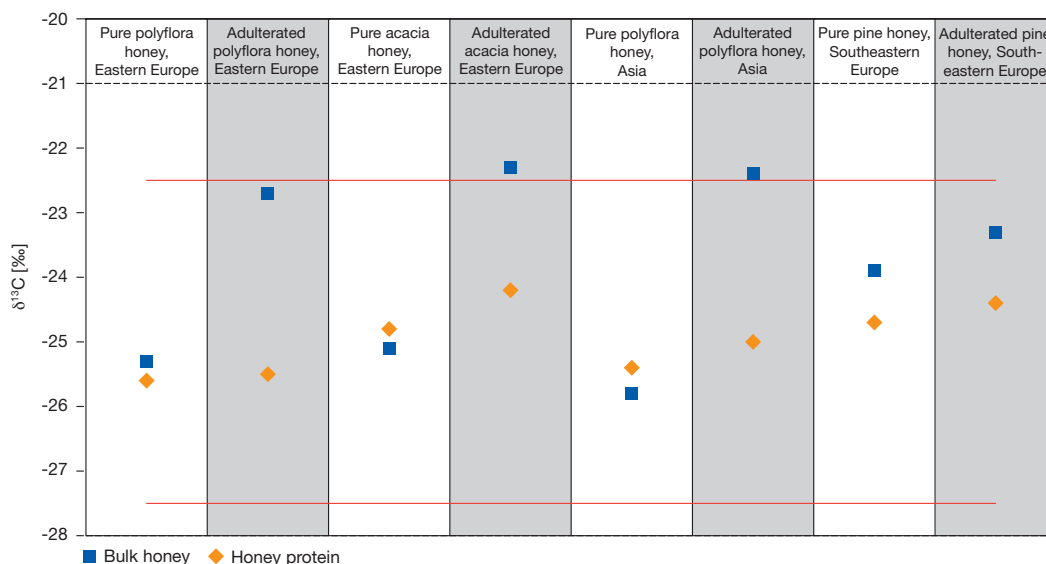 -20
-21
-22
-23
-24
-25
-26
-27
-28
δ13C [‰]
Pure polyflora
honey,
Eastern Europe
Adulterated
polyflora honey,
Eastern Europe
Pure acacia
honey,
Eastern Europe
Adulterated
acacia honey,
Eastern Europe
Pure polyflora
honey,
Asia
Adulterated
polyflora honey,
Asia
Pure pine honey,
Southeastern
Europe
Adulterated pine
honey, South-
eastern Europe
Bulk honey
Honey protein